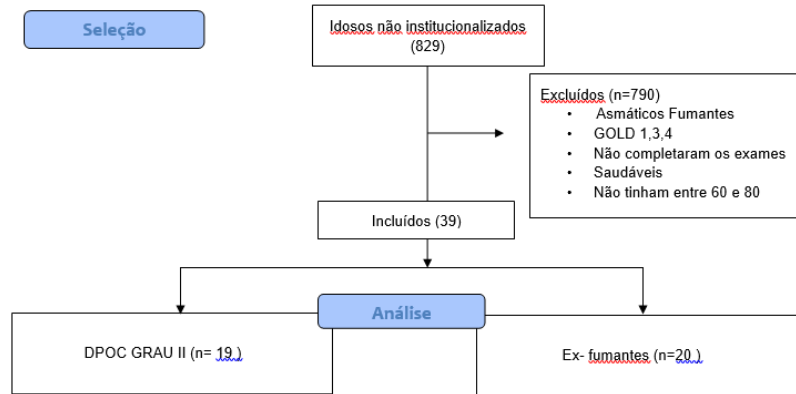 Seleção
Idosos não institucionalizados
(829)
Excluídos (n=790)
• Asmáticos Fumantes
• GOLD 1,3,4
• Não completaram os exames
• Saudáveis
• Não tinham entre 60 e 80
Incluídos (39)
Análise
DPOC GRAU II (n= 19 )
Ex- fumantes (n=20 )